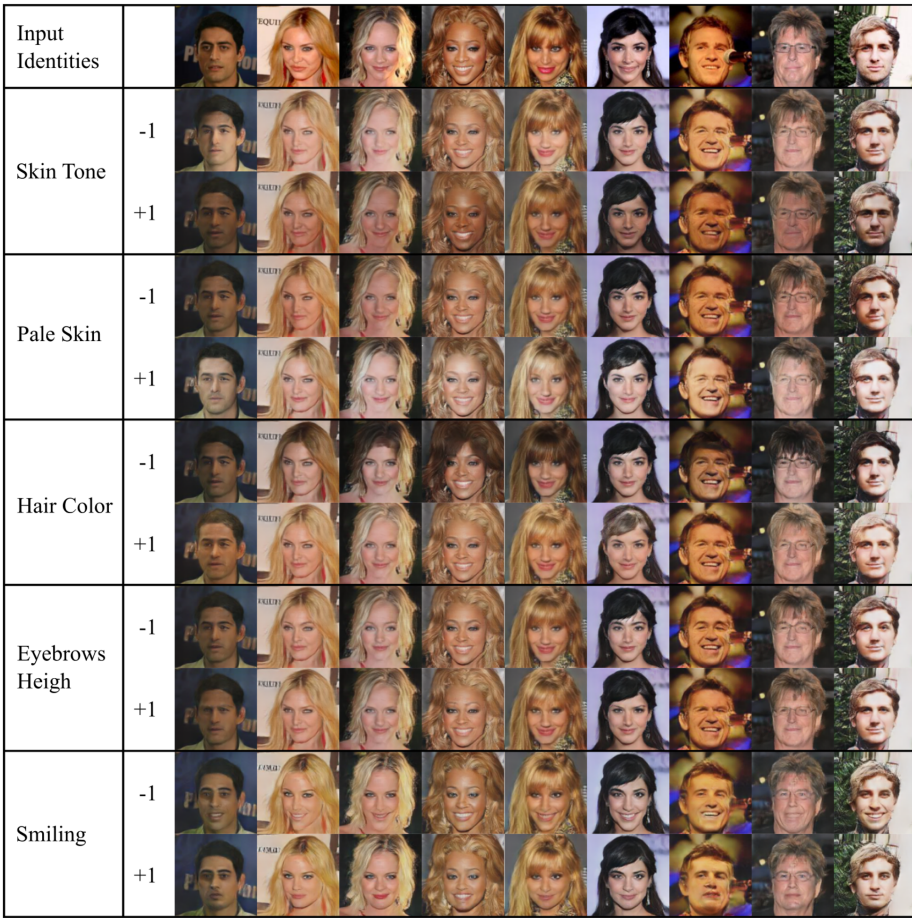 Input
Identities
Skin Tone
-1
+1
Pale Skin
-1
+1
Hair Color
-1
+1
Eyebrows
Heigh
-1
+1
Smiling
-1
+1